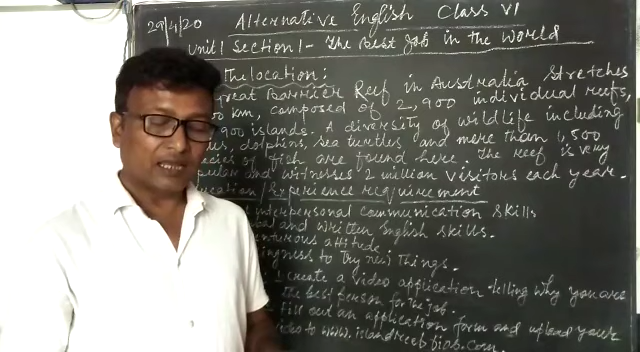 29/4/20 Alternative English Class VI
Unit 1 Section 1 - The Best Job in the World
The location:
Great Barrier Reef in Australia stretches
km, composed of 2,900 individual reefs,
900 islands. A diversity of wildlife including
dolphins, sea turtles, and more than 1,500
of fish are found here. The reef is very
and witnesses 2 million visitors each year.
/Experience requirement
interpersonal communication skills
and written English skills.
attitude.
to try new things.
create a video application telling why you are
the best person for the job.
Fill out an application form and upload your
video to www.islandreefjob.com.